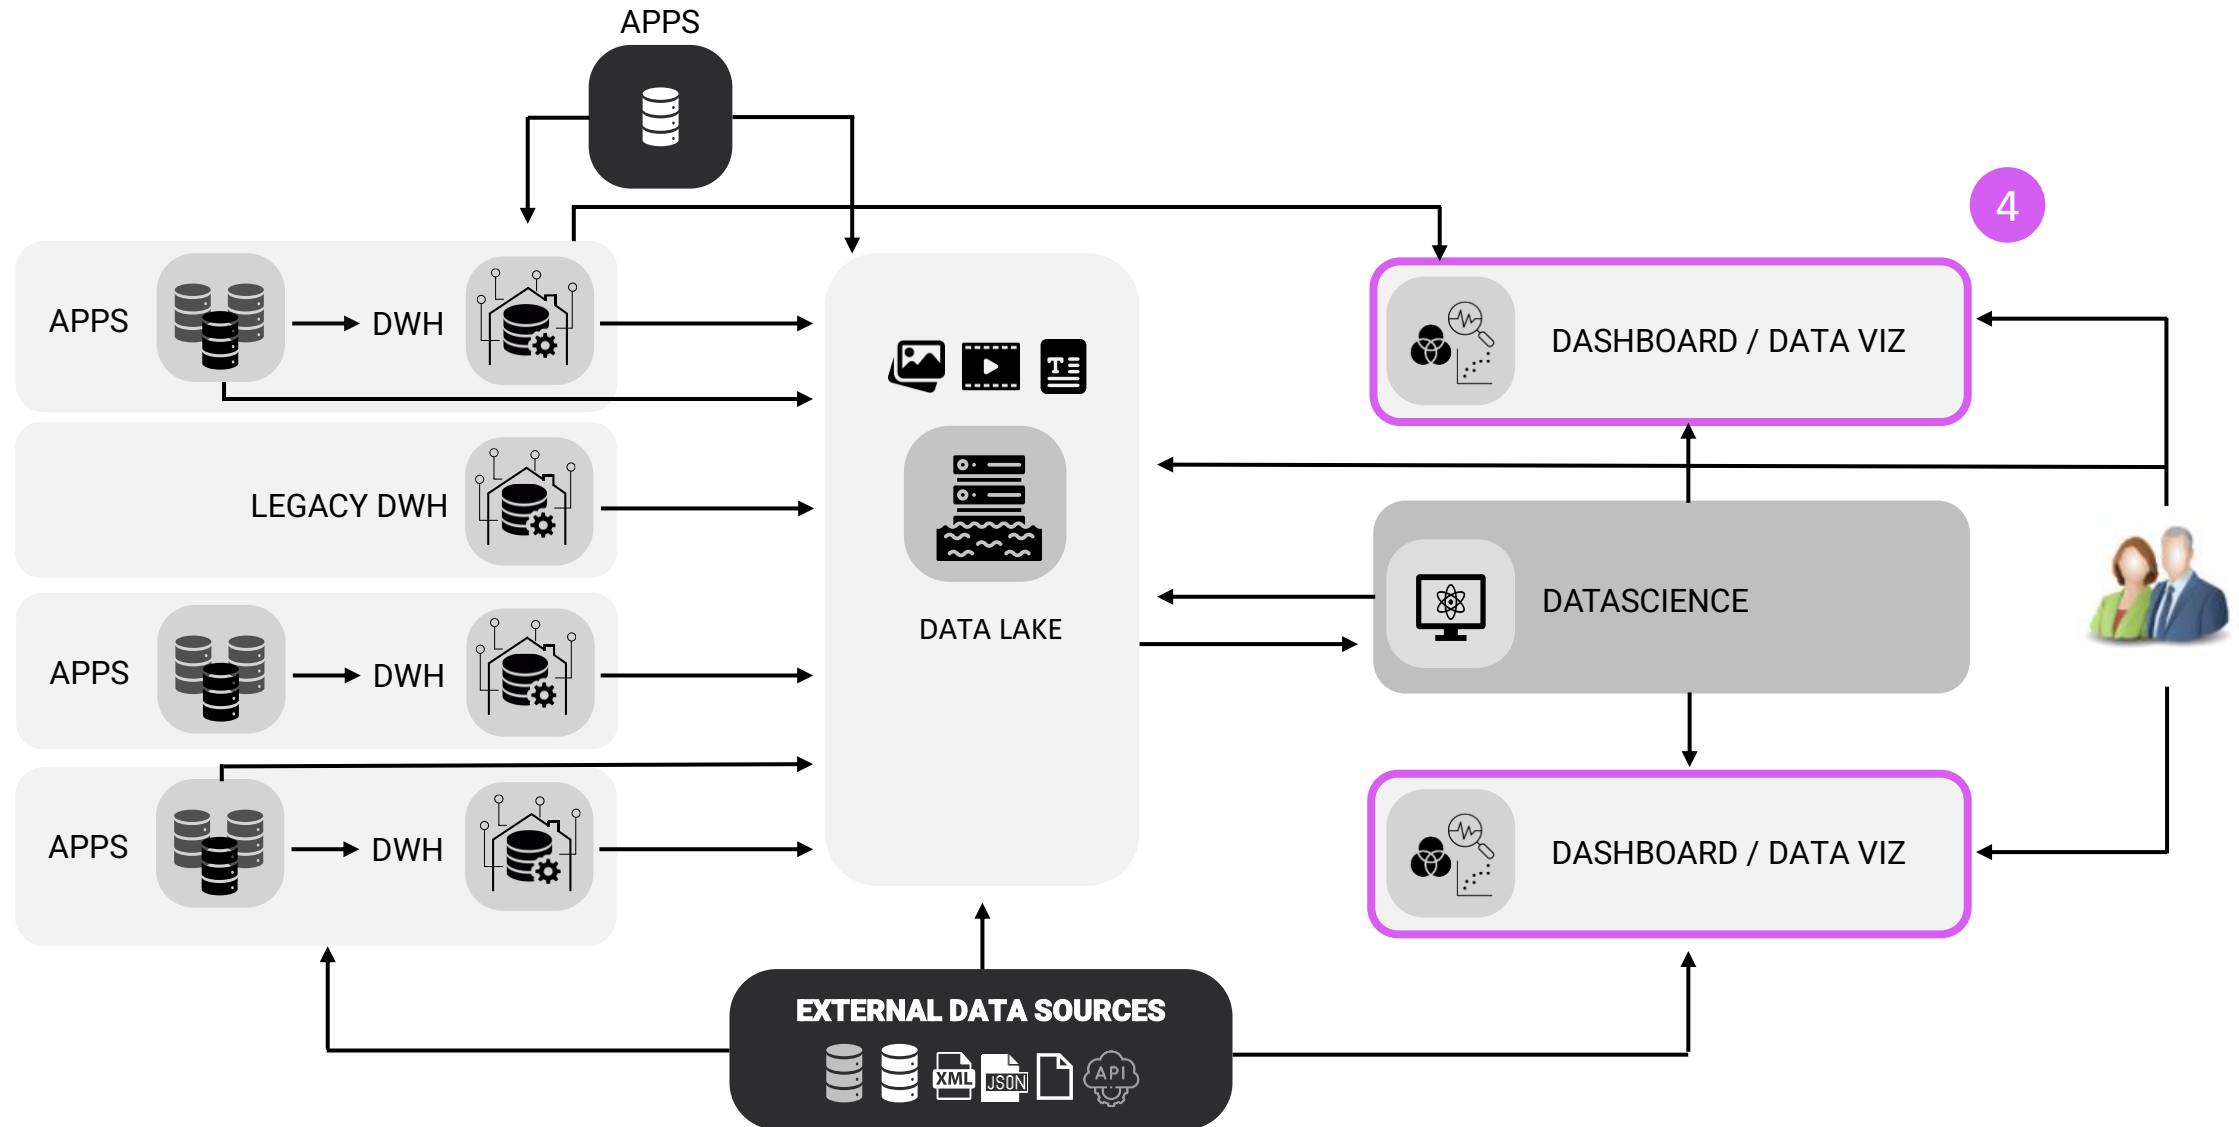 APPS
4
APPS
DWH
DASHBOARD / DATA VIZ
LEGACY DWH
DATA LAKE
DATASCIENCE
APPS
DWH
APPS
DWH
DASHBOARD / DATA VIZ
EXTERNAL DATA SOURCES
XML
JSON
API
T